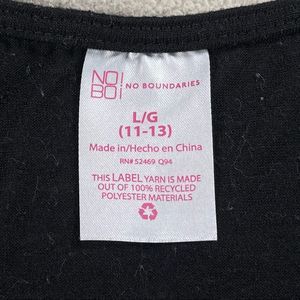 NO
BO! NO BOUNDARIES
L/G
(11-13)
Made in/Hecho en China
RN# 52469 Q94
THIS LABEL YARN IS MADE
OUT OF 100% RECYCLED
POLYESTER MATERIALS